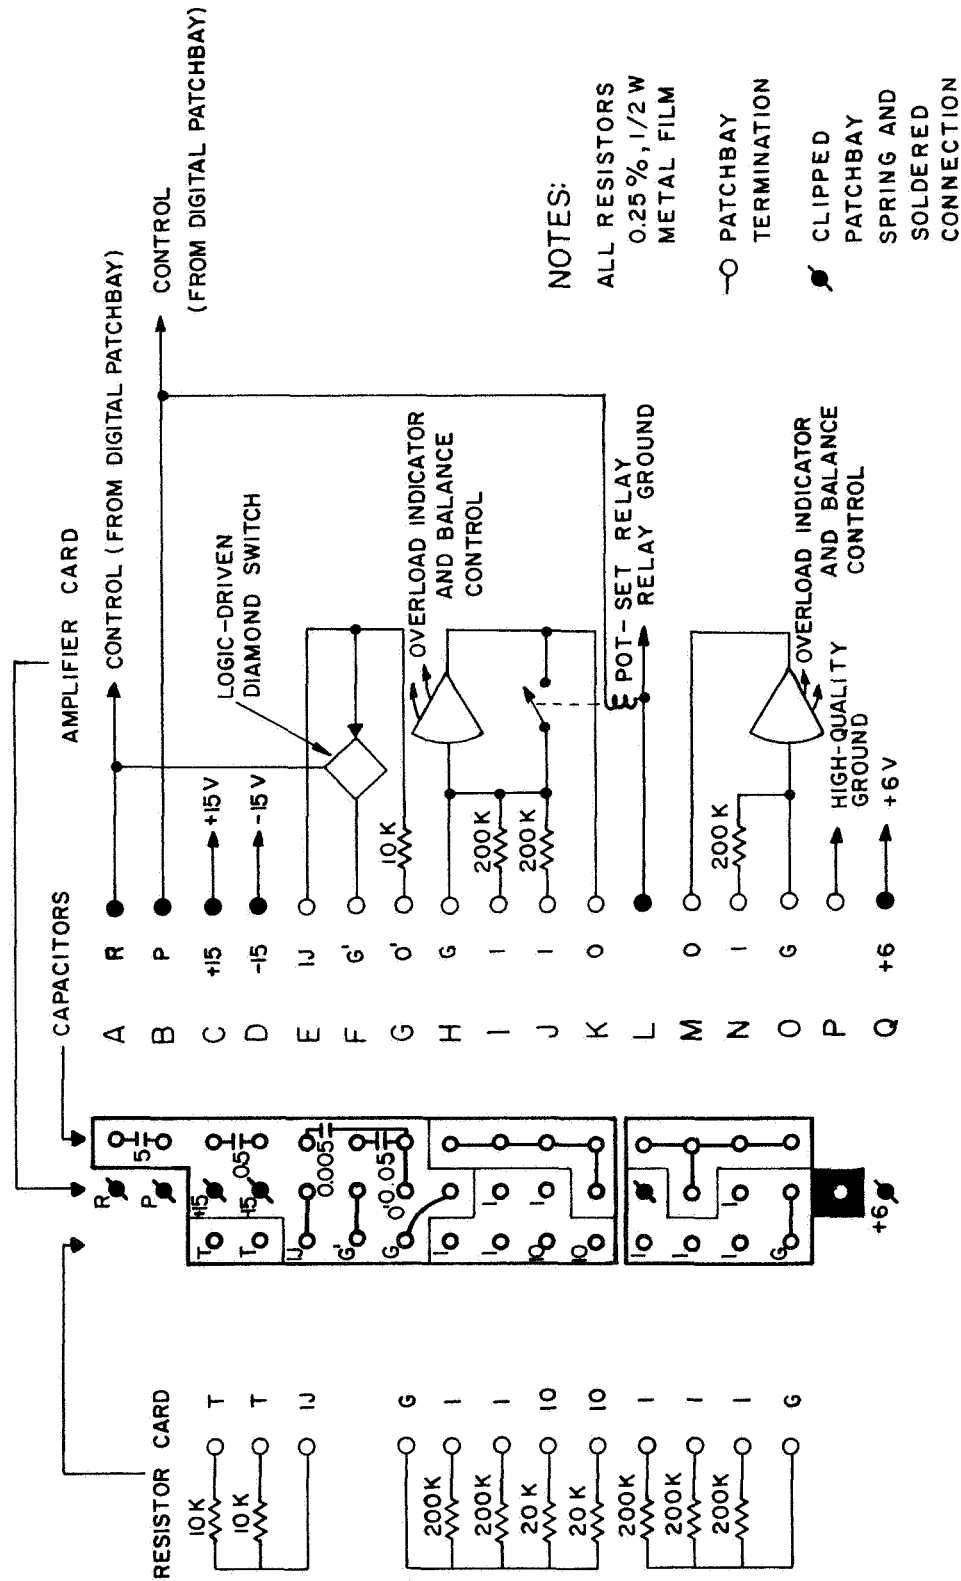 AMPLIFIER CARD
CAPACITORS
RESISTOR CARD
T
10K
T
10K
IJ
G
I
200K
I
200K
10
20K
10
20K
I
200K
I
200K
I
200K
G
R
P
5
T
+15
T
-15
.05
IJ
0.005
G'
0.05
G
O'
I
I
I
I
10
I
10
I
I
I
I
G
+6
A
R
CONTROL (FROM DIGITAL PATCHBAY)
B
P
CONTROL
(FROM DIGITAL PATCHBAY)
C
+15
+15V
D
-15
-15V
E
IJ
LOGIC-DRIVEN
DIAMOND SWITCH
F
G'
G
O'
10K
H
G
OVERLOAD INDICATOR
AND BALANCE
CONTROL
I
I
200K
J
I
200K
K
O
POT-SET RELAY
L
RELAY GROUND
M
O
N
I
200K
O
G
OVERLOAD INDICATOR
AND BALANCE
CONTROL
P
HIGH-QUALITY
GROUND
Q
+6
+6V
NOTES:
ALL RESISTORS
0.25%, 1/2 W
METAL FILM
PATCHBAY
TERMINATION
CLIPPED
PATCHBAY
SPRING AND
SOLDERED
CONNECTION